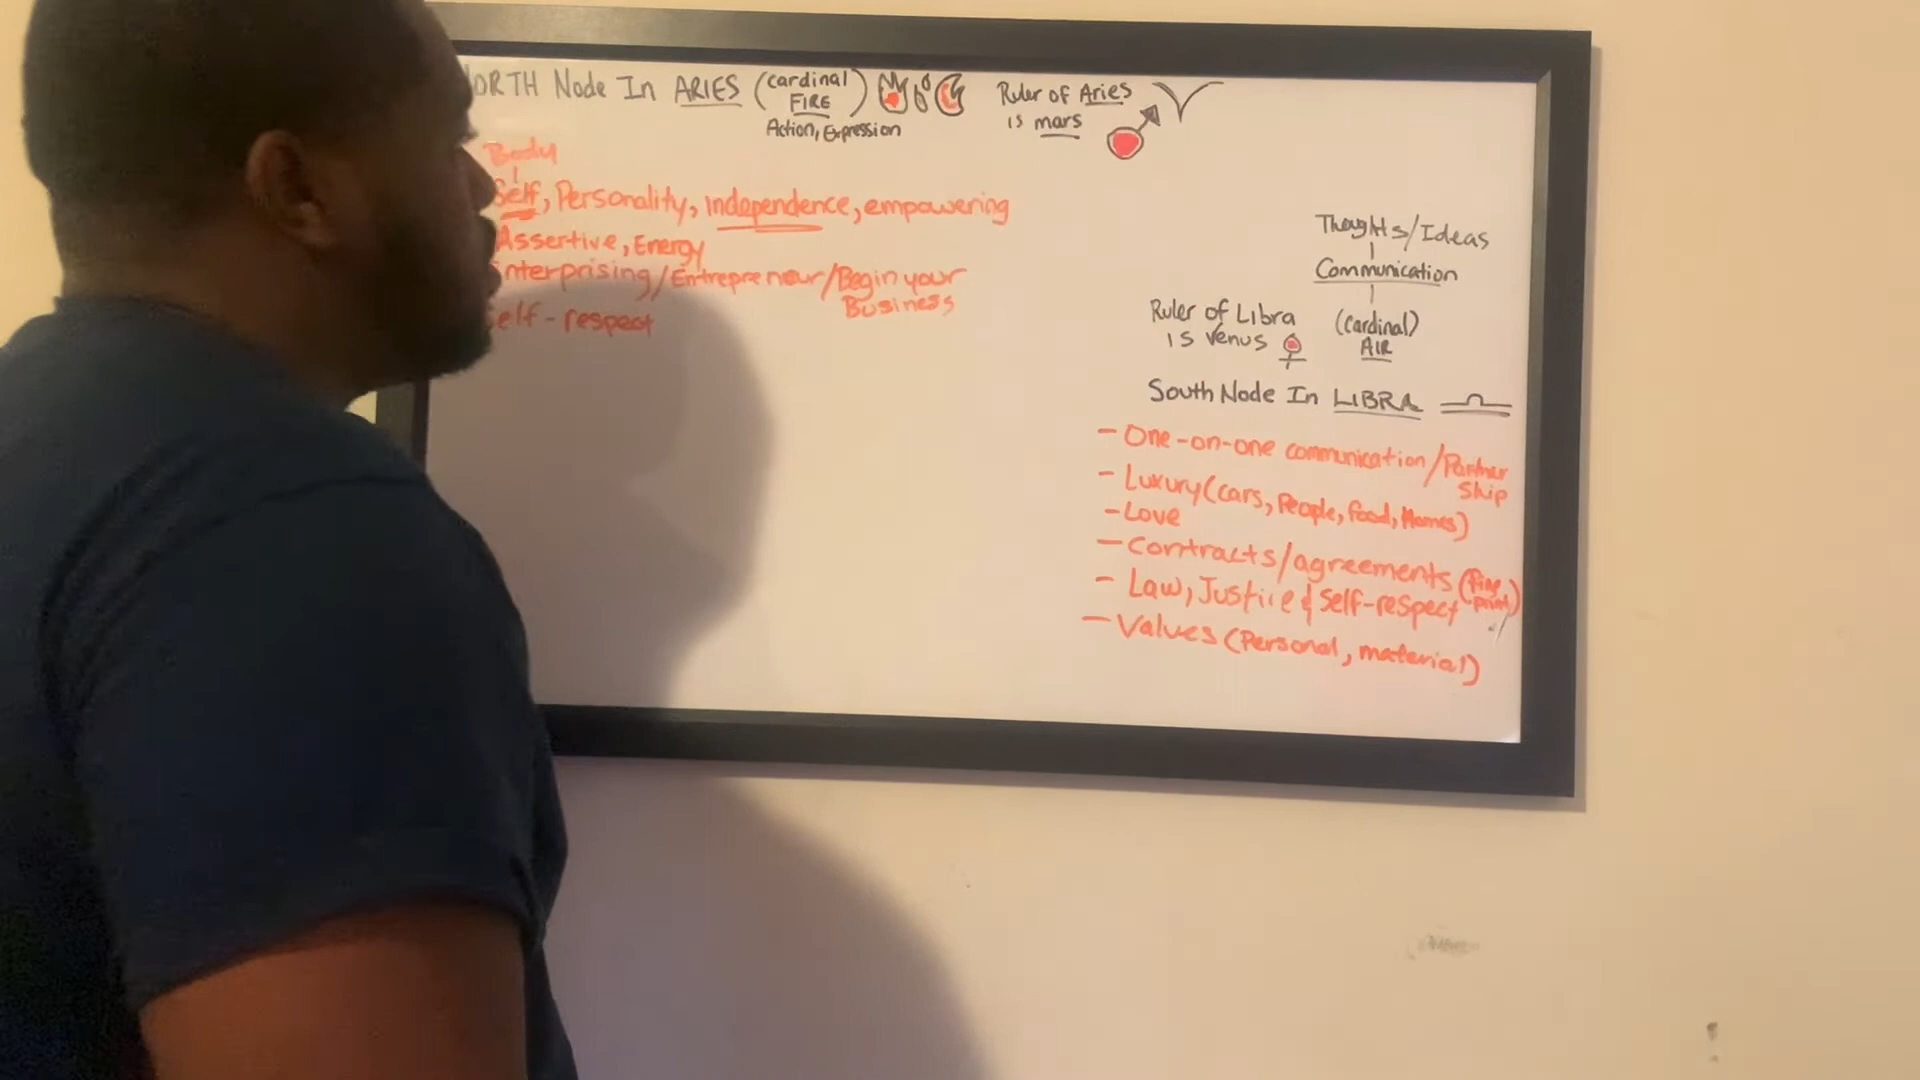 ORTH Node In ARIES (cardinal FIRE)
Action, Expression
Ruler of Aries
is mars
Body
Self, Personality, Independence, empowering
Assertive, Energy
nterprising/Entrepreneur/Begin your
Business
Self-respect
Thoughts/Ideas
Communication
(cardinal)
AIR
Ruler of Libra
is Venus
South Node In LIBRA
- One-on-one communication/Partner
Ship
- Luxury (cars, People, food, Homes)
- Love
- Contracts/agreements (fine
print)
- Law, Justice & Self-respect
- Values (Personal, material)